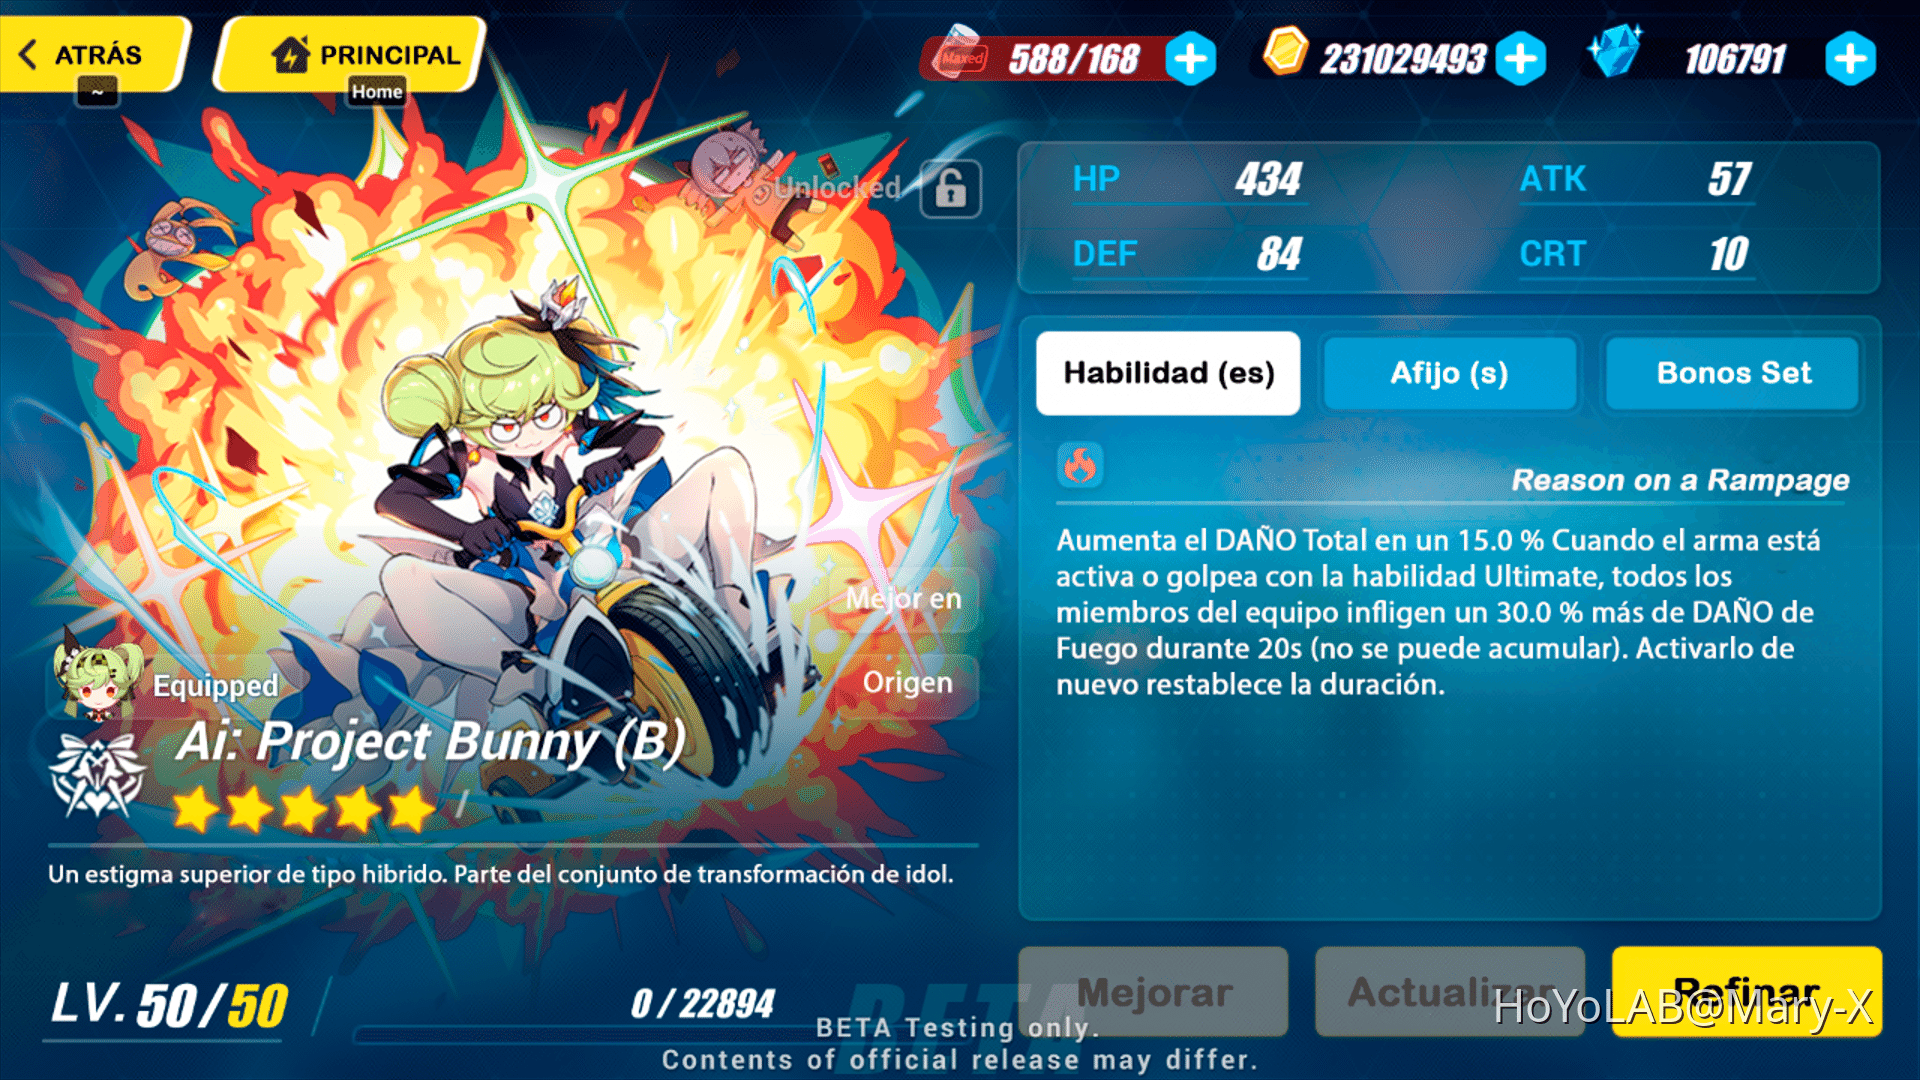 ATRÁS
~
PRINCIPAL
Home
Maxed
588/168
231029493
106791
Unlocked
HP 434
ATK 57
DEF 84
CRT 10
Habilidad (es)
Afijo (s)
Bonos Set
Reason on a Rampage
Aumenta el DAÑO Total en un 15.0 % Cuando el arma está
activa o golpea con la habilidad Ultimate, todos los
miembros del equipo infligen un 30.0 % más de DAÑO de
Fuego durante 20s (no se puede acumular). Activarlo de
nuevo restablece la duración.
Mejor en
Origen
Equipped
Ai: Project Bunny (B)
/
Un estigma superior de tipo hibrido. Parte del conjunto de transformación de idol.
LV. 50/50
0 / 22894
BETA
Mejorar
Actualizar
Refinar
HoYoLAB@Mary-X
BETA Testing only.
Contents of official release may differ.